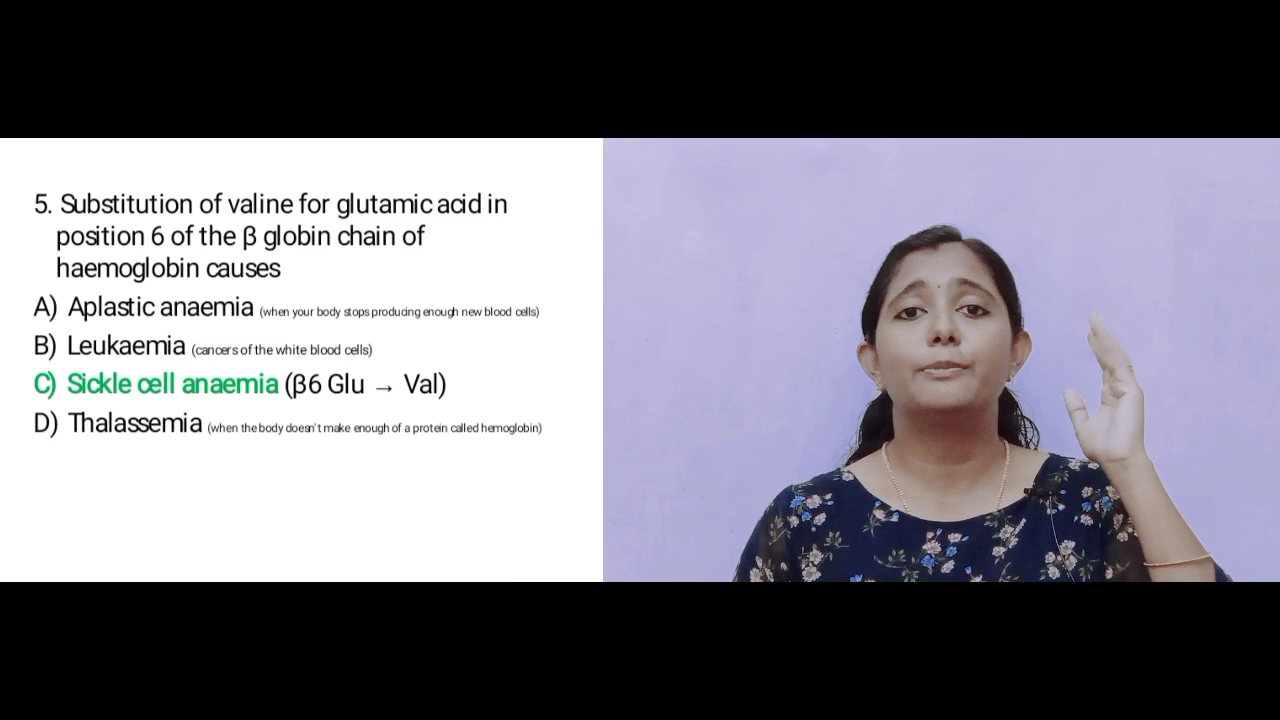 5. Substitution of valine for glutamic acid in
position 6 of the β globin chain of
haemoglobin causes
A) Aplastic anaemia (when your body stops producing enough new blood cells)
B) Leukaemia (cancers of the white blood cells)
C) Sickle cell anaemia (β6 Glu → Val)
D) Thalassemia (when the body doesn't make enough of a protein called hemoglobin)